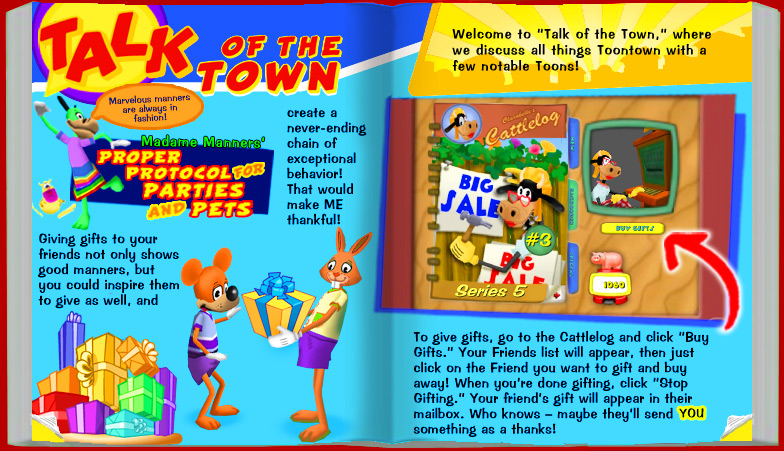 TALK
OF THE
TOWN
Marvelous manners
are always in
fashion!
Madame Manners'
PROPER
PROTOCOL FOR
PARTIES
AND PETS
Giving gifts to your
friends not only shows
good manners, but
you could inspire them
to give as well, and
create a
never-ending
chain of
exceptional
behavior!
That would
make ME
thankful!
Welcome to "Talk of the Town," where
we discuss all things Toontown with a
few notable Toons!
Clarabelle's
Cattlelog
BIG
SALE
#3
BIG
SALE
Series 5
BUY GIFTS
1060
To give gifts, go to the Cattlelog and click "Buy
Gifts." Your Friends list will appear, then just
click on the Friend you want to gift and buy
away! When you're done gifting, click "Stop
Gifting." Your friend's gift will appear in their
mailbox. Who knows – maybe they'll send YOU
something as a thanks!